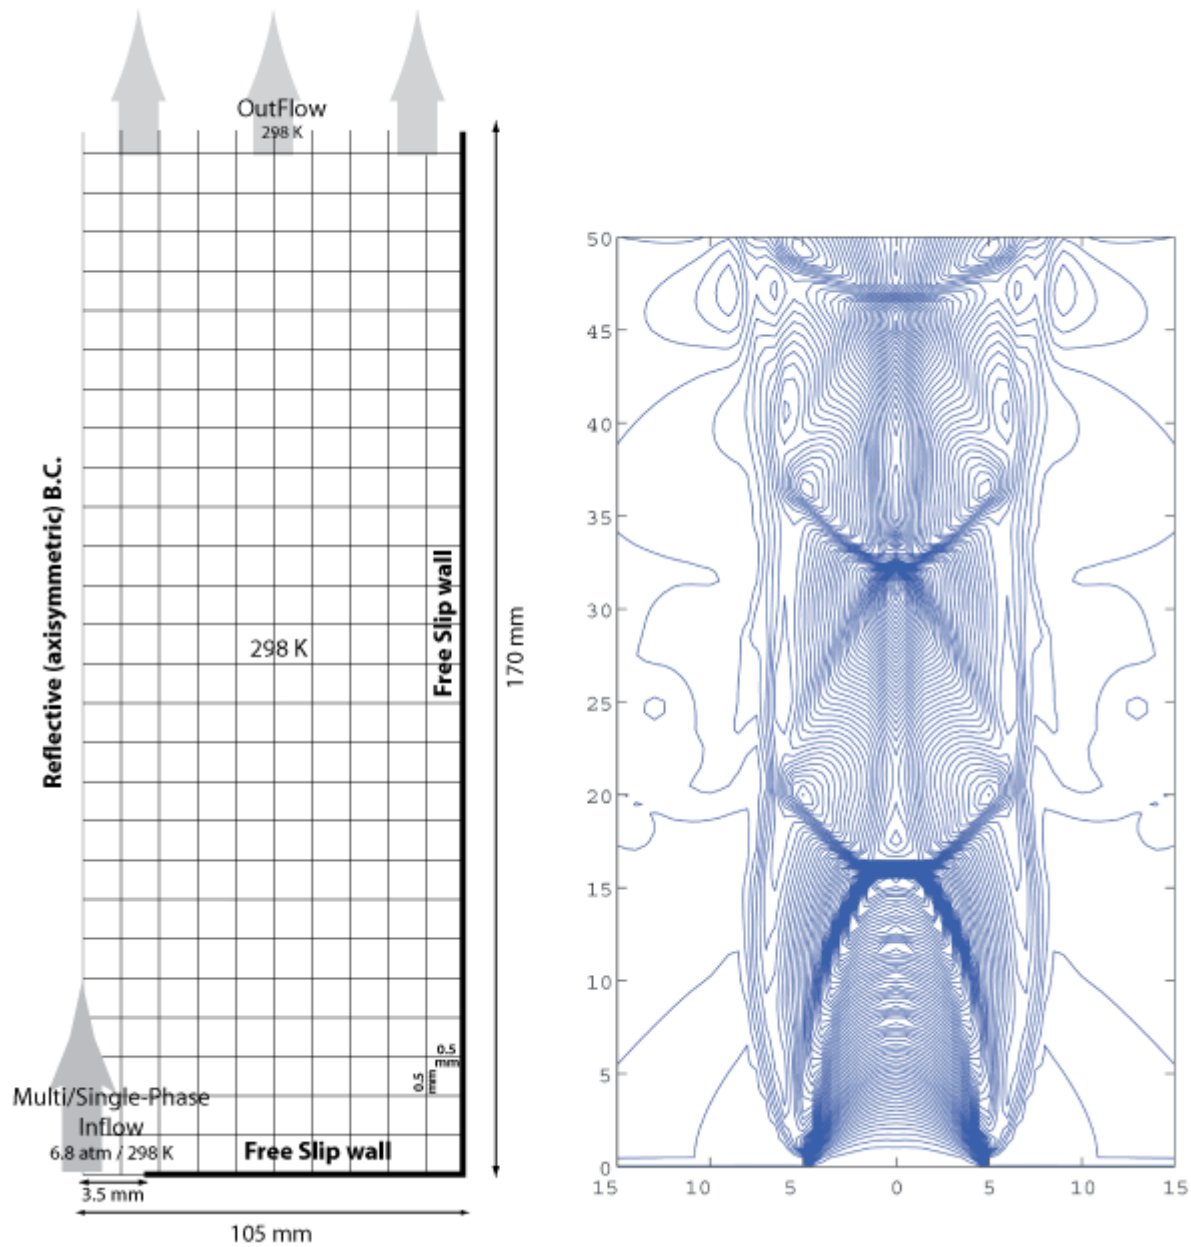 OutFlow
298 K
Reflective (axisymmetric) B.C.
298 K
Free Slip wall
170 mm
0.5
mm
0.5
mm
Multi/Single-Phase
Inflow
6.8 atm / 298 K
Free Slip wall
3.5 mm
105 mm
50
45
40
35
30
25
20
15
10
5
0
15 10 5 0 5 10 15